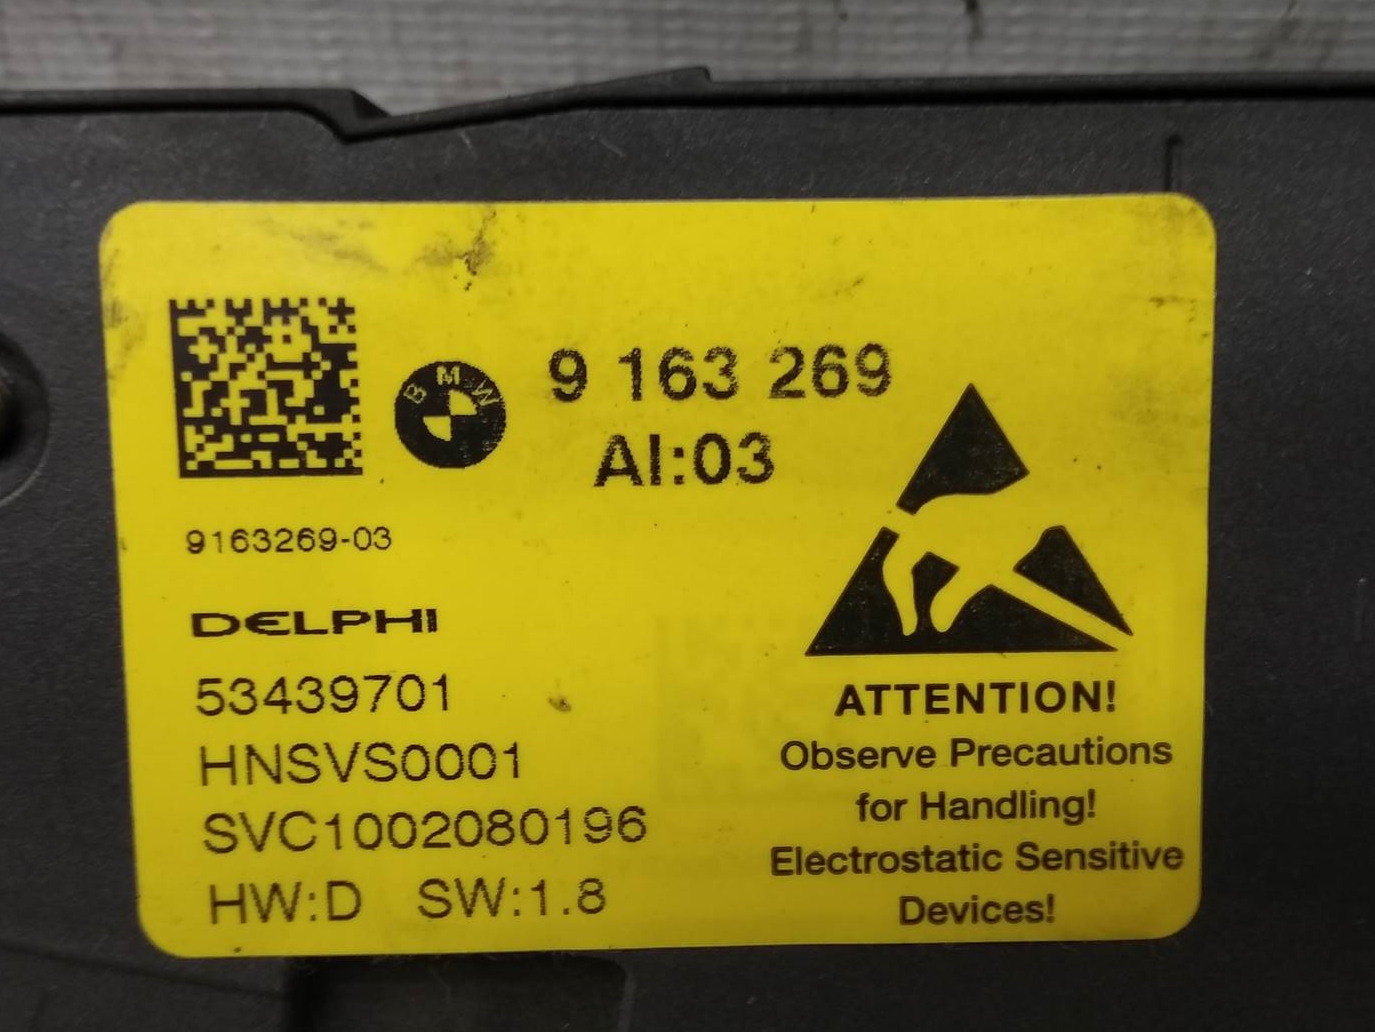 BMW
9 163 269
AI:03
9163269-03
DELPHI
53439701
HNSVS0001
SVC1002080196
HW:D SW:1.8
ATTENTION!
Observe Precautions
for Handling!
Electrostatic Sensitive
Devices!